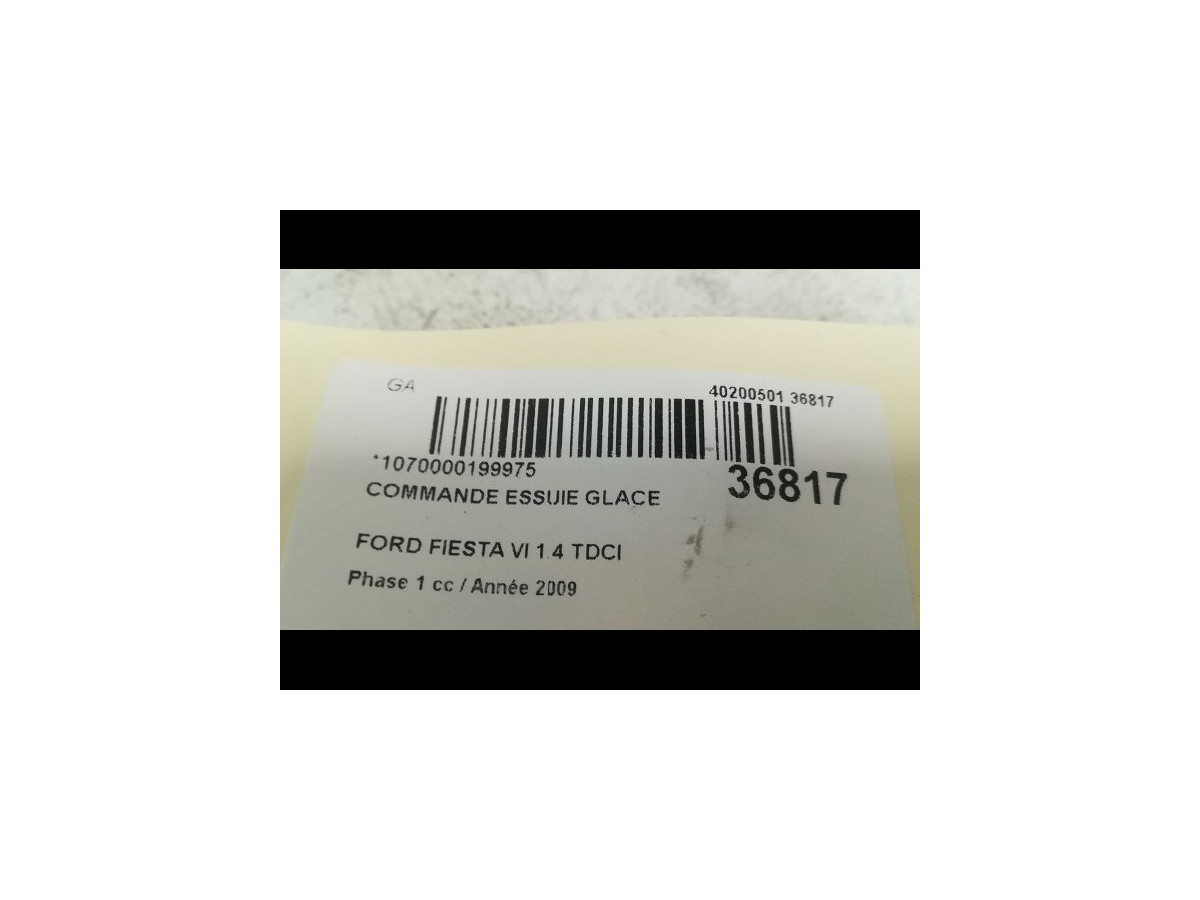 GA
40200501 36817
*1070000199975
36817
COMMANDE ESSUIE GLACE
FORD FIESTA VI 1.4 TDCI
Phase 1 cc / Année 2009